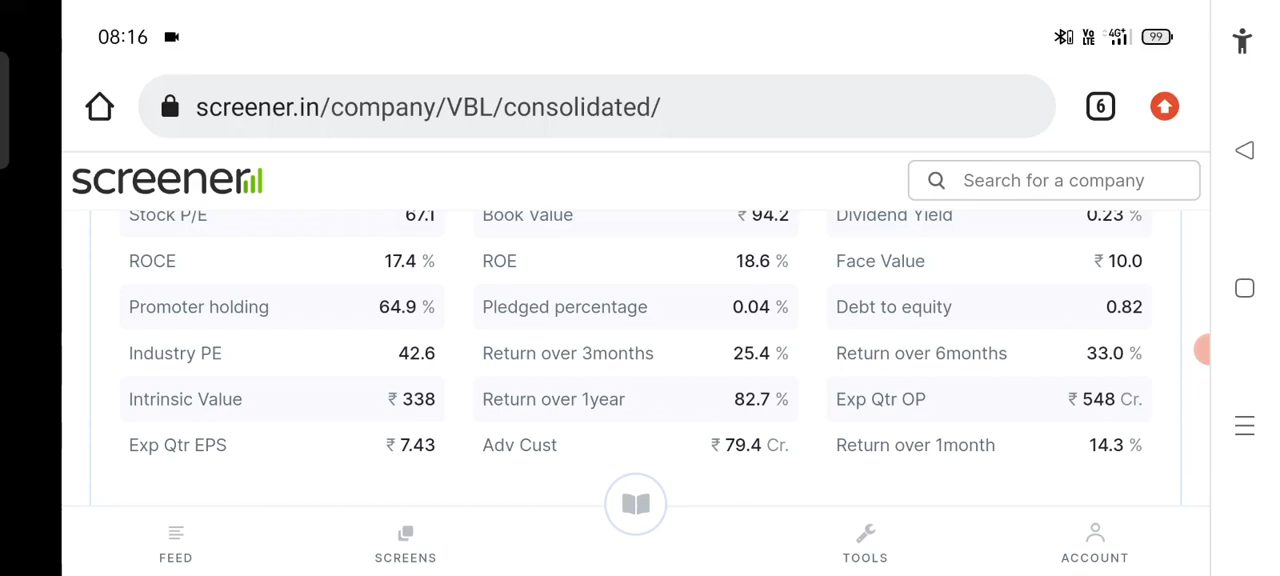 08:16 VO LTE 4G+ 99
screener.in/company/VBL/consolidated/ 6
screener Search for a company
Stock P/E 67.1 Book Value ₹ 94.2 Dividend Yield 0.23 %
ROCE 17.4 % ROE 18.6 % Face Value ₹ 10.0
Promoter holding 64.9 % Pledged percentage 0.04 % Debt to equity 0.82
Industry PE 42.6 Return over 3months 25.4 % Return over 6months 33.0 %
Intrinsic Value ₹ 338 Return over 1year 82.7 % Exp Qtr OP ₹ 548 Cr.
Exp Qtr EPS ₹ 7.43 Adv Cust ₹ 79.4 Cr. Return over 1month 14.3 %
FEED SCREENS TOOLS ACCOUNT